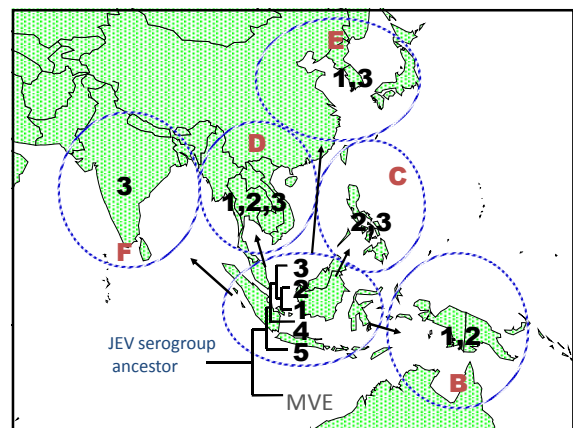 E
1,3
D
C
3
1,2,3
2,3
F
3
2
1
4
5
1,2
JEV serogroup
ancestor
B
MVE